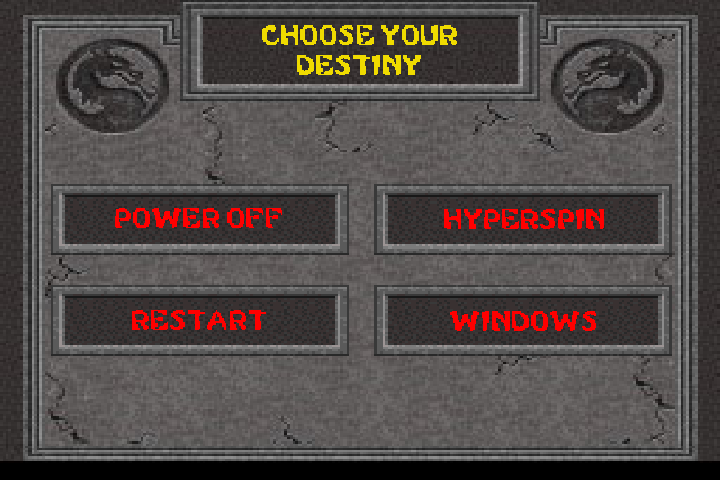 CHOOSE YOUR
DESTINY
POWER OFF
HYPERSPIN
RESTART
WINDOWS